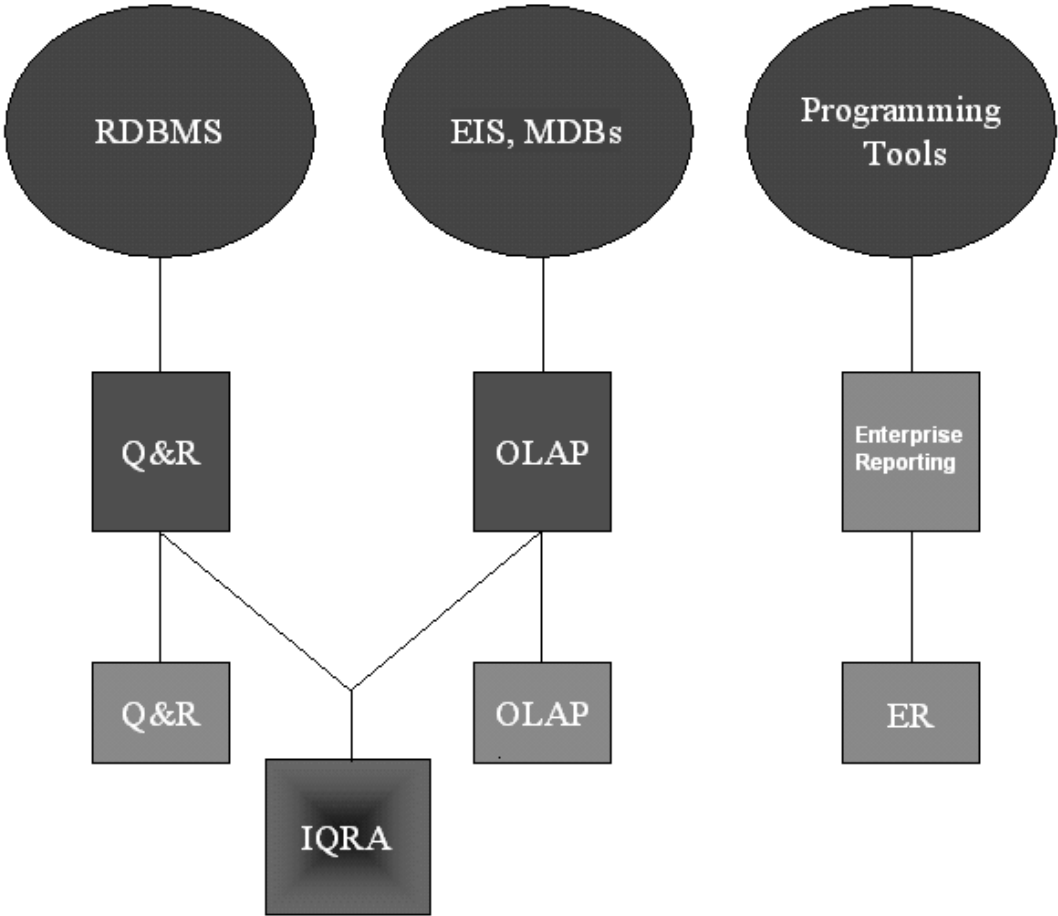 RDBMS
EIS, MDBs
Programming
Tools
Q&R
OLAP
Enterprise
Reporting
Q&R
OLAP
ER
IQRA